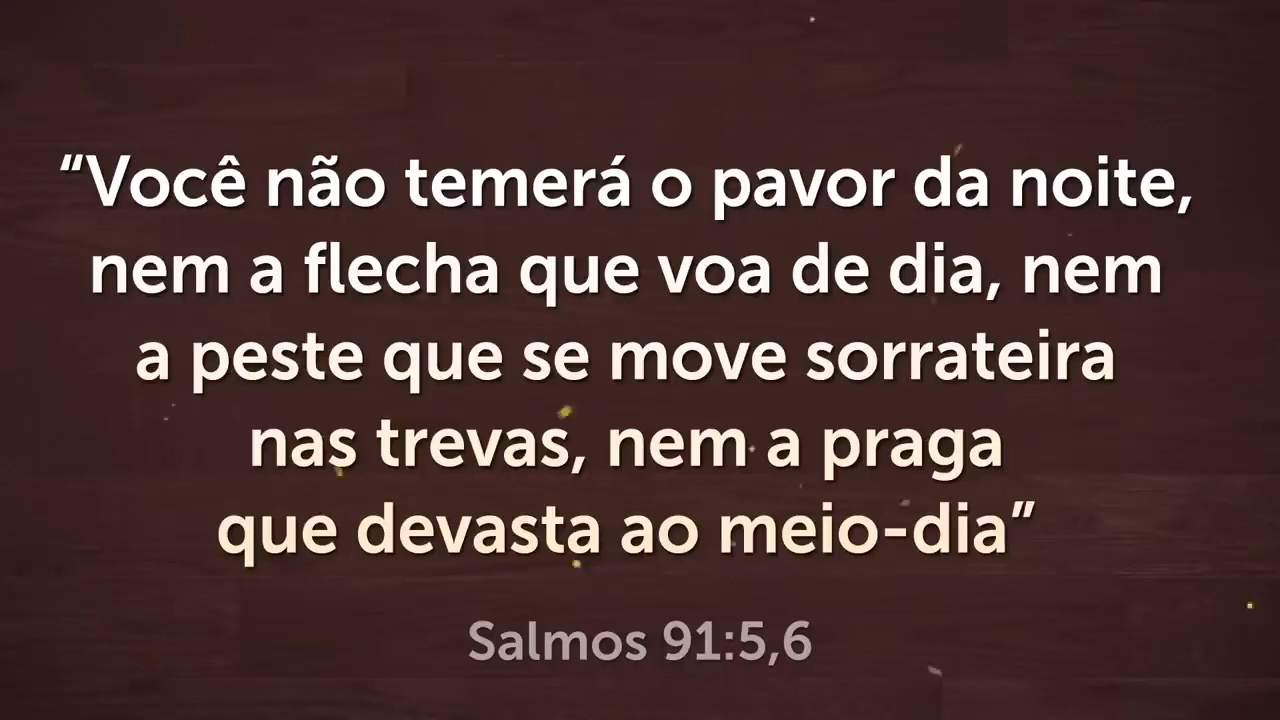 “Você não temerá o pavor da noite,
nem a flecha que voa de dia, nem
a peste que se move sorrateira
nas trevas, nem a praga
que devasta ao meio-dia”
Salmos 91:5,6